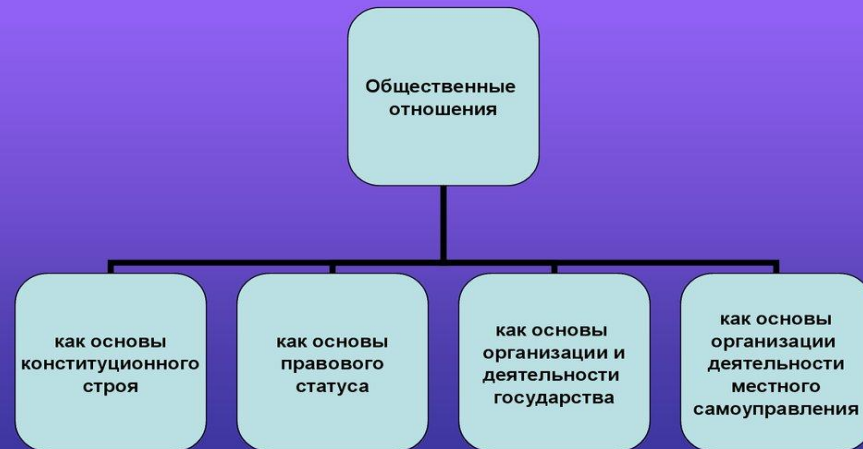 Общественные
отношения
как основы
конституционного
строя
как основы
правового
статуса
как основы
организации и
деятельности
государства
как основы
организации
деятельности
местного
самоуправления